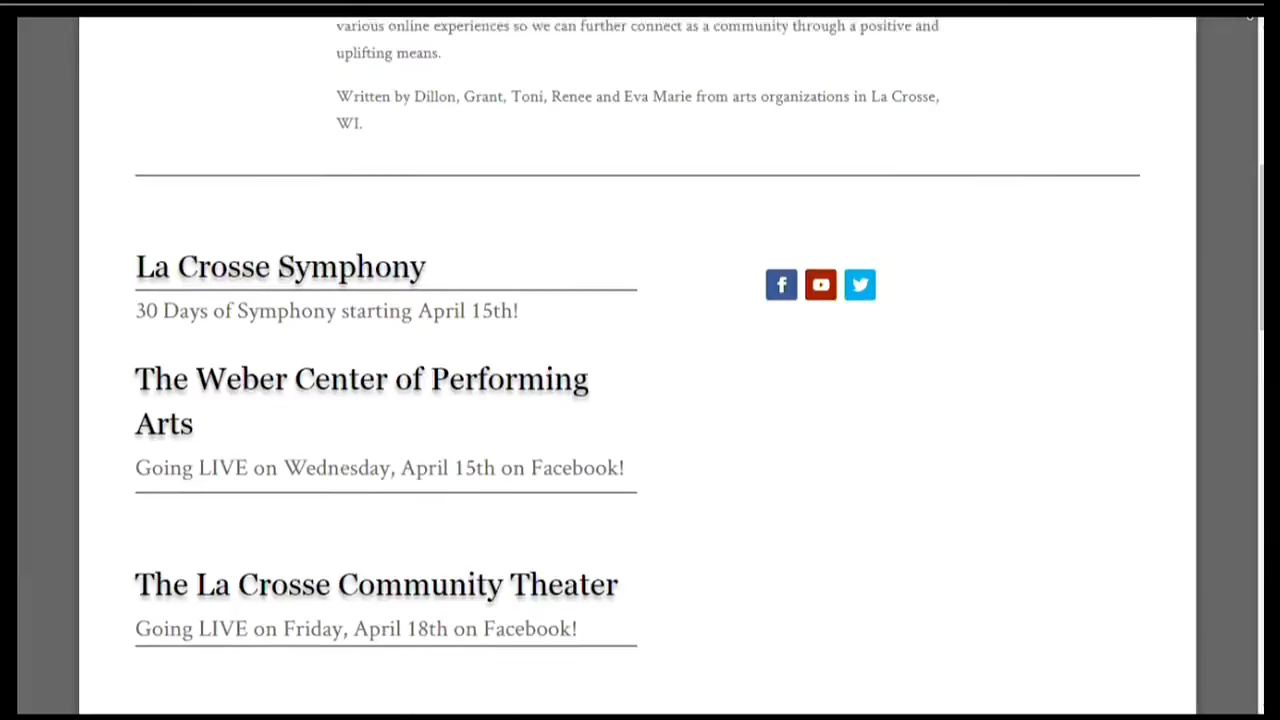 various online experiences so we can further connect as a community through a positive and
uplifting means.
Written by Dillon, Grant, Toni, Renee and Eva Marie from arts organizations in La Crosse,
WI.
La Crosse Symphony
30 Days of Symphony starting April 15th!
The Weber Center of Performing
Arts
Going LIVE on Wednesday, April 15th on Facebook!
The La Crosse Community Theater
Going LIVE on Friday, April 18th on Facebook!